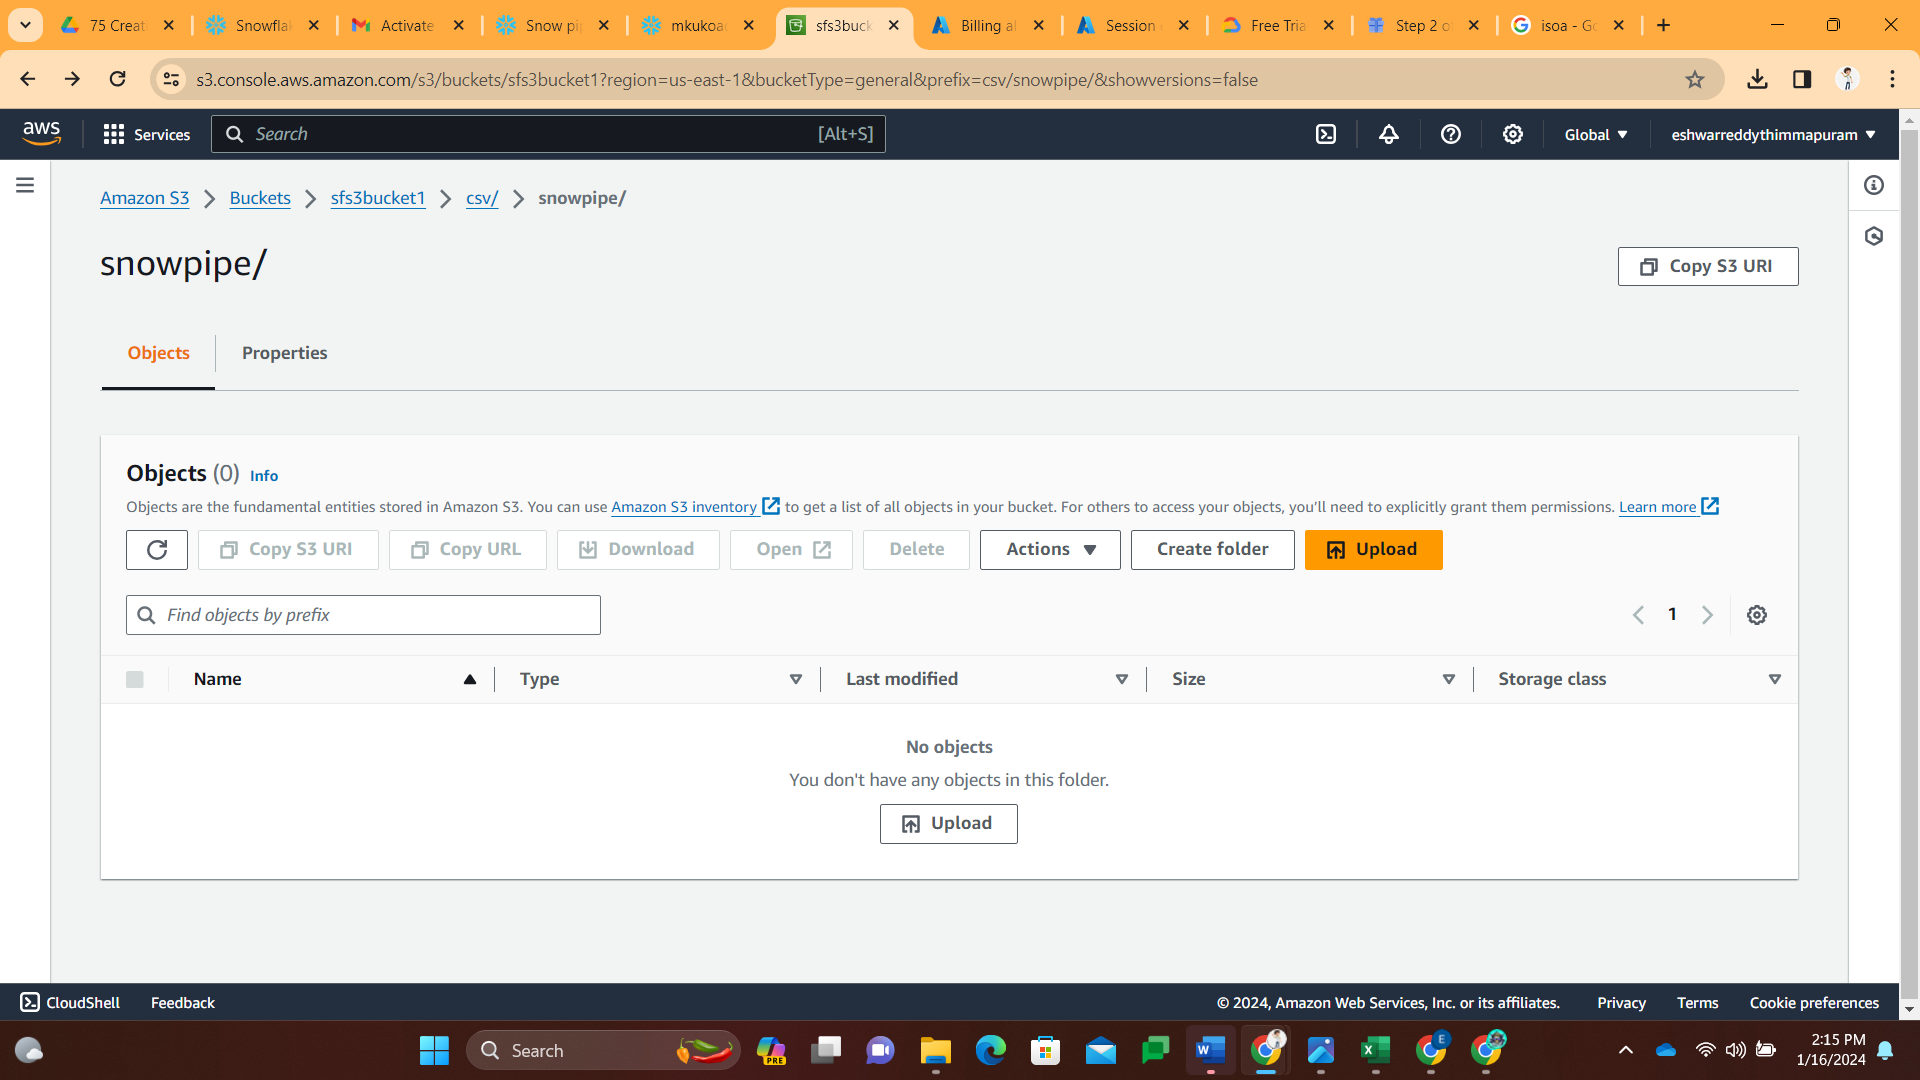 75 Creat
Snowflak
Activate
Snow pip
mkukoa
sfs3buck
Billing al
Session
Free Tria
Step 2 o
isoa - Go
s3.console.aws.amazon.com/s3/buckets/sfs3bucket1?region=us-east-1&bucketType=general&prefix=csv/snowpipe/&showversions=false
aws
Services
Search
[Alt+S]
Global
eshwarreddythimmapuram
Amazon S3
Buckets
sfs3bucket1
csv/
snowpipe/
snowpipe/
Copy S3 URI
Objects
Properties
Objects (0) Info
Objects are the fundamental entities stored in Amazon S3. You can use Amazon S3 inventory to get a list of all objects in your bucket. For others to access your objects, you'll need to explicitly grant them permissions. Learn more
Copy S3 URI
Copy URL
Download
Open
Delete
Actions
Create folder
Upload
Find objects by prefix
1
Name
Type
Last modified
Size
Storage class
No objects
You don't have any objects in this folder.
Upload
CloudShell
Feedback
© 2024, Amazon Web Services, Inc. or its affiliates.
Privacy
Terms
Cookie preferences
Search
PRE
E
2:15 PM
1/16/2024